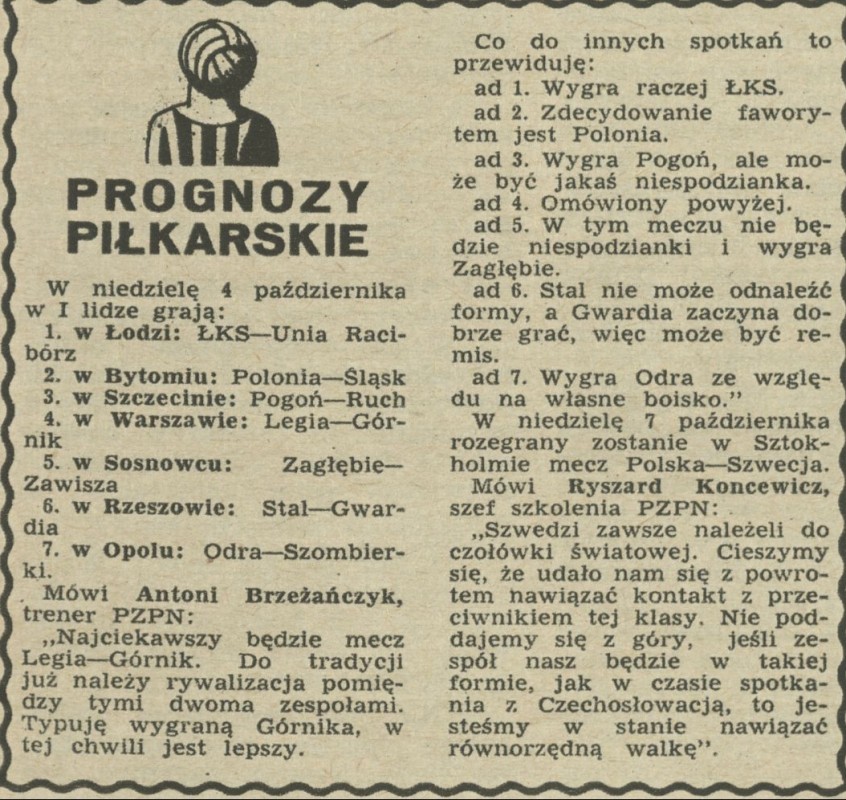 PROGNOZY
PIŁKARSKIE
W niedzielę 4 października
w I lidze grają:
1. w Łodzi: ŁKS—Unia Raci-
bórz
2. w Bytomiu: Polonia—Śląsk
3. w Szczecinie: Pogoń—Ruch
4. w Warszawie: Legia—Gór-
nik
5. w Sosnowcu: Zagłębie—
Zawisza
6. w Rzeszowie: Stal—Gwar-
dia
7. w Opolu: Odra—Szombier-
ki.
Mówi Antoni Brzeżańczyk,
trener PZPN:
„Najciekawszy będzie mecz
Legia—Górnik. Do tradycji
już należy rywalizacja pomię-
dzy tymi dwoma zespołami.
Typuję wygraną Górnika, w
tej chwili jest lepszy.
Co do innych spotkań to
przewiduję:
ad 1. Wygra raczej ŁKS.
ad 2. Zdecydowanie fawory-
tem jest Polonia.
ad 3. Wygra Pogoń, ale mo-
że być jakaś niespodzianka.
ad 4. Omówiony powyżej.
ad 5. W tym meczu nie bę-
dzie niespodzianki i wygra
Zagłębie.
ad 6. Stal nie może odnaleźć
formy, a Gwardia zaczyna do-
brze grać, więc może być re-
mis.
ad 7. Wygra Odra ze wzglę-
du na własne boisko.”
W niedzielę 7 października
rozegrany zostanie w Sztok-
holmie mecz Polska—Szwecja.
Mówi Ryszard Koncewicz,
szef szkolenia PZPN:
„Szwedzi zawsze należeli do
czołówki światowej. Cieszymy
się, że udało nam się z powro-
tem nawiązać kontakt z prze-
ciwnikiem tej klasy. Nie pod-
dajemy się z góry, jeśli ze-
spół nasz będzie w takiej
formie, jak w czasie spotka-
nia z Czechosłowacją, to je-
steśmy w stanie nawiązać
równorzędną walkę”.